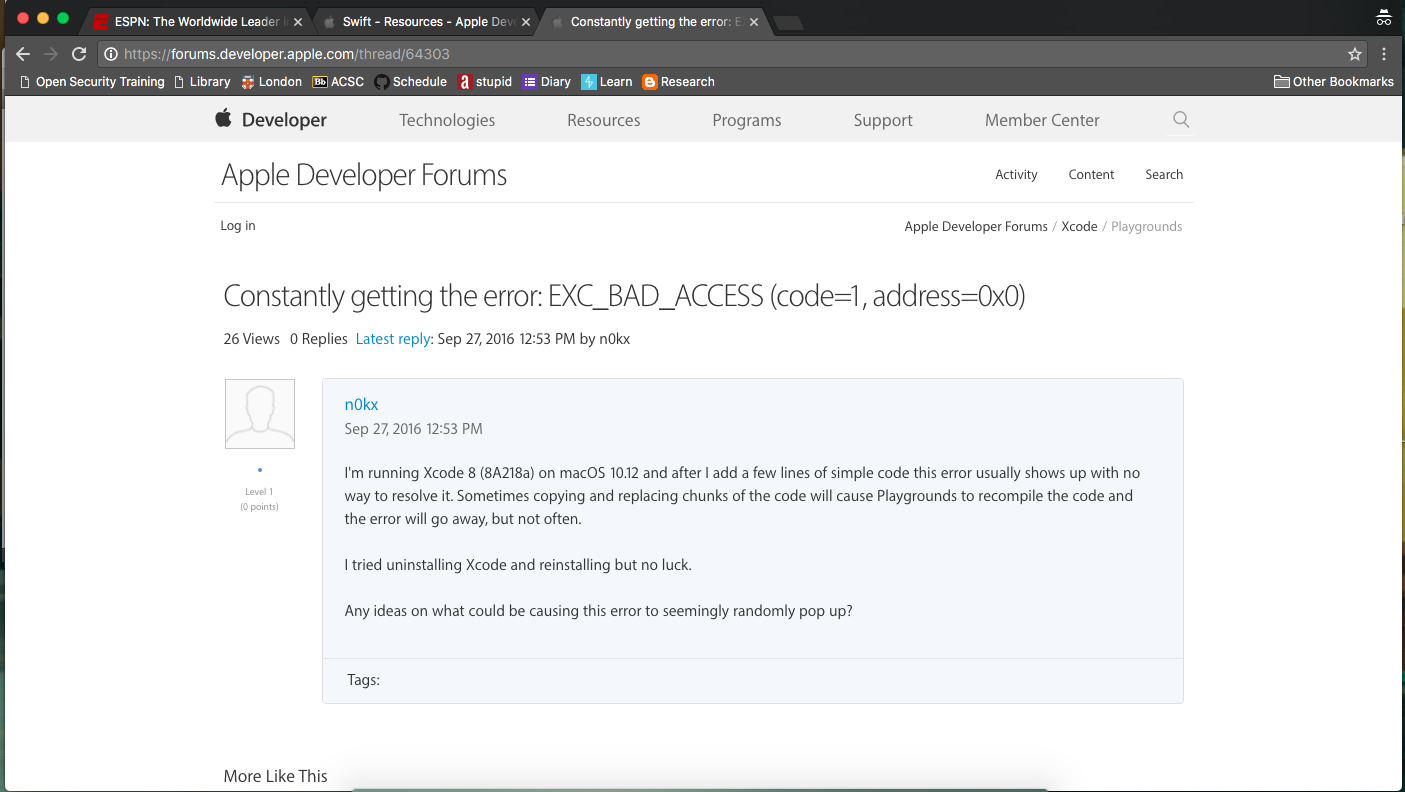 ESPN: The Worldwide Leader i
Swift - Resources - Apple Dev
Constantly getting the error: E
https://forums.developer.apple.com/thread/64303
Open Security Training Library London Bb ACSC Schedule a stupid Diary Learn Research Other Bookmarks
Developer Technologies Resources Programs Support Member Center
Apple Developer Forums Activity Content Search
Log in Apple Developer Forums / Xcode / Playgrounds
Constantly getting the error: EXC_BAD_ACCESS (code=1, address=0x0)
26 Views 0 Replies Latest reply: Sep 27, 2016 12:53 PM by n0kx
n0kx
Sep 27, 2016 12:53 PM
Level 1
(0 points)
I'm running Xcode 8 (8A218a) on macOS 10.12 and after I add a few lines of simple code this error usually shows up with no
way to resolve it. Sometimes copying and replacing chunks of the code will cause Playgrounds to recompile the code and
the error will go away, but not often.
I tried uninstalling Xcode and reinstalling but no luck.
Any ideas on what could be causing this error to seemingly randomly pop up?
Tags:
More Like This